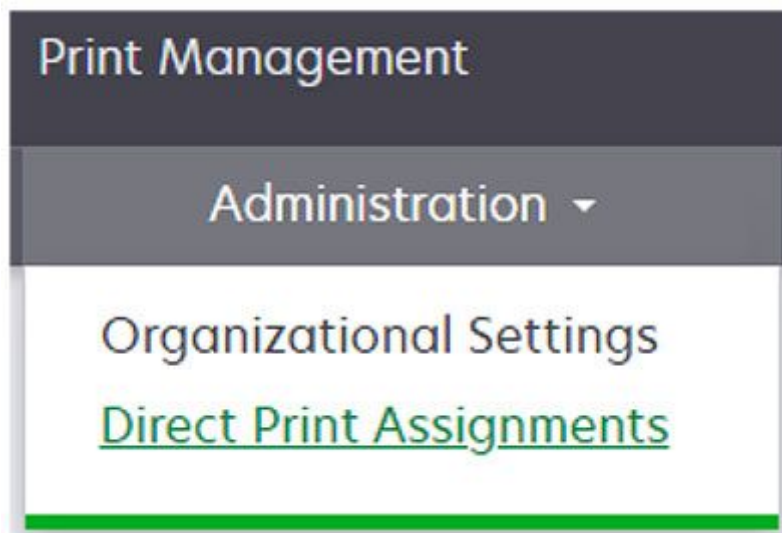 Print Management
Administration
Organizational Settings
Direct Print Assignments